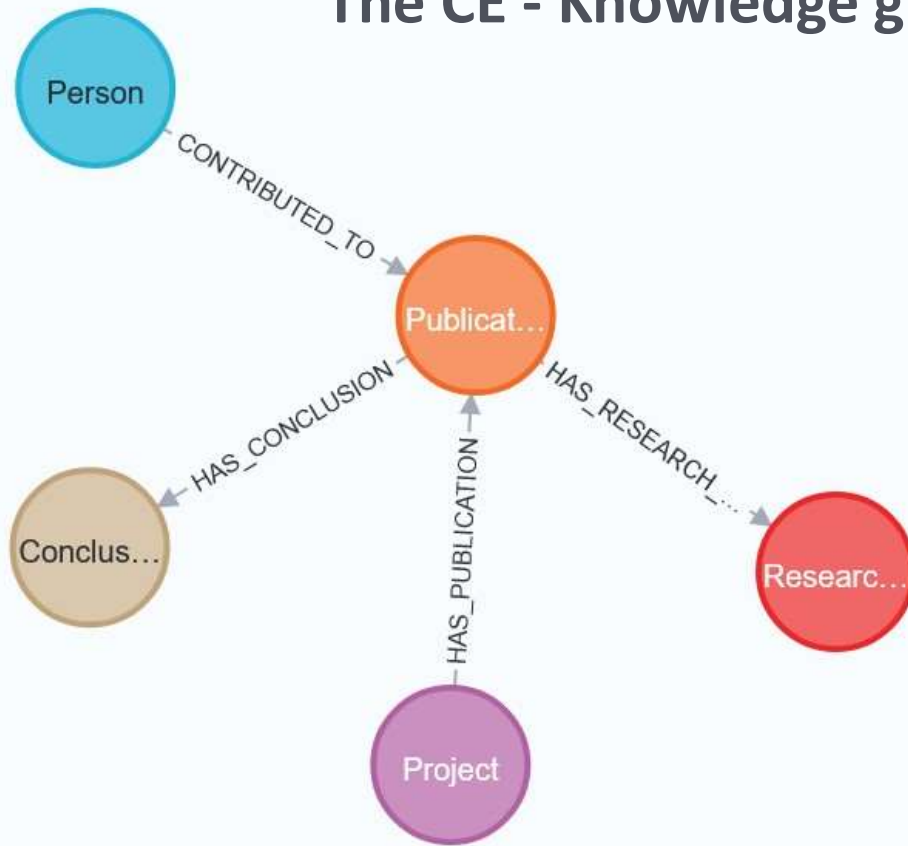 The CE - Knowledge g
Person
CONTRIBUTED_TO
Publicat...
HAS_CONCLUSION
HAS_RESEARCH_...
Conclus...
HAS_PUBLICATION
Researc...
Project